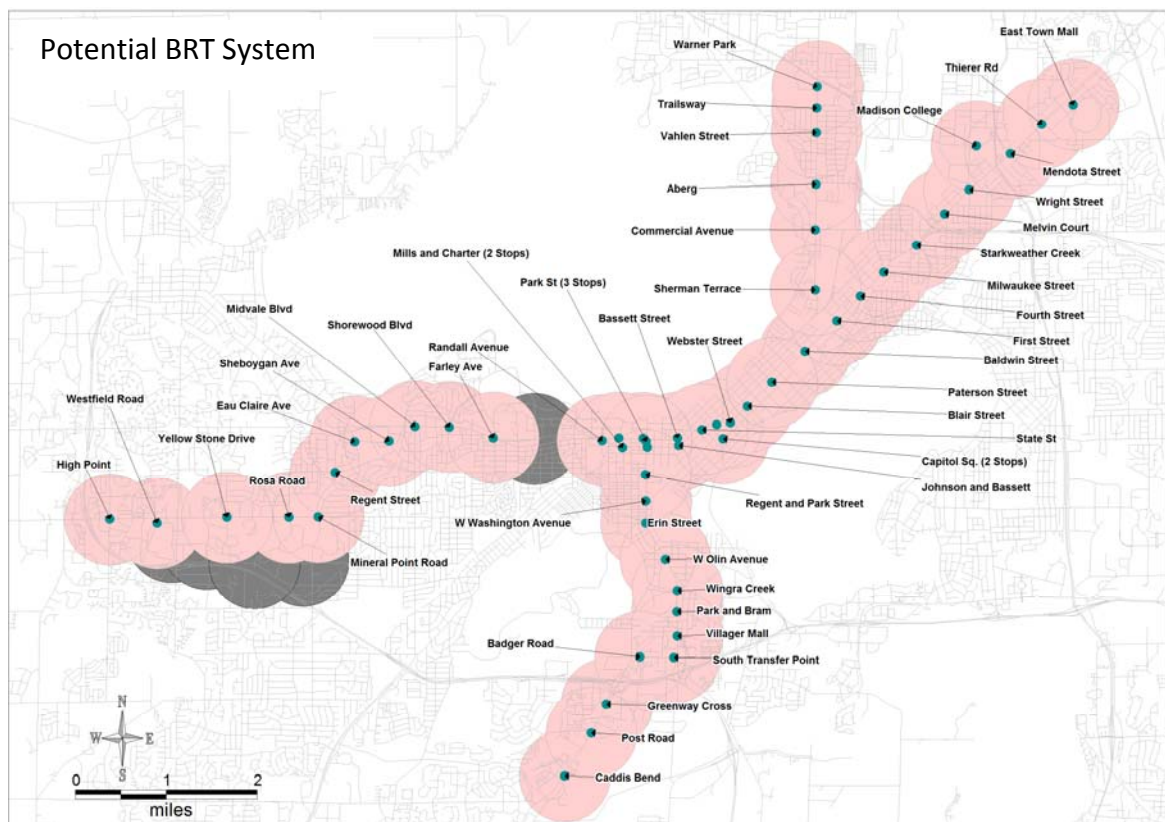 Potential BRT System
East Town Mall
Warner Park
Thierer Rd
Trailsway
Madison College
Vahlen Street
Mendota Street
Aberg
Wright Street
Melvin Court
Commercial Avenue
Mills and Charter (2 Stops)
Starkweather Creek
Park St (3 Stops)
Sherman Terrace
Milwaukee Street
Midvale Blvd
Fourth Street
Bassett Street
Shorewood Blvd
Webster Street
First Street
Randall Avenue
Sheboygan Ave
Farley Ave
Baldwin Street
Westfield Road
Paterson Street
Eau Claire Ave
Blair Street
Yellow Stone Drive
State St
High Point
Capitol Sq. (2 Stops)
Rosa Road
Johnson and Bassett
Regent Street
Regent and Park Street
W Washington Avenue
Erin Street
Mineral Point Road
W Olin Avenue
Wingra Creek
Park and Bram
Villager Mall
Badger Road
South Transfer Point
Greenway Cross
Post Road
Caddis Bend
N
W E
S
0 1 2
miles